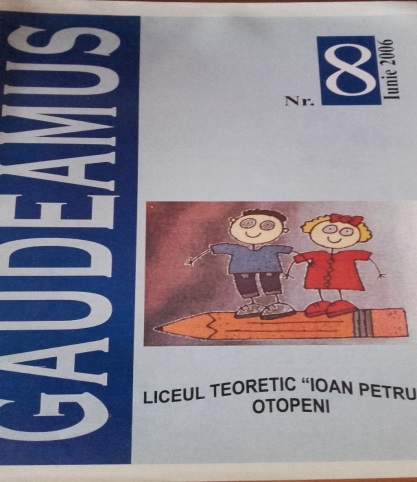 GAUDEAMUS
Nr. 8
Iunie 2006
LICEUL TEORETIC “IOAN PETRU
OTOPENI